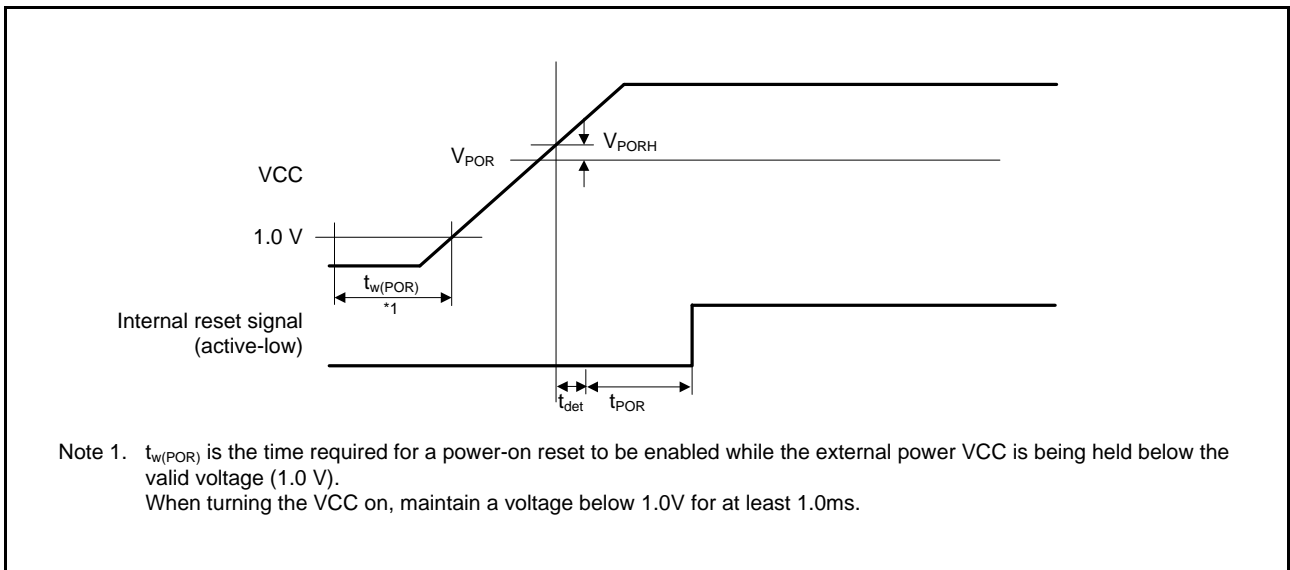 V_PORH
V_POR
VCC
1.0 V
t_w(POR)
*1
Internal reset signal
(active-low)
t_det t_POR
Note 1. t_w(POR) is the time required for a power-on reset to be enabled while the external power VCC is being held below the
valid voltage (1.0 V).
When turning the VCC on, maintain a voltage below 1.0V for at least 1.0ms.